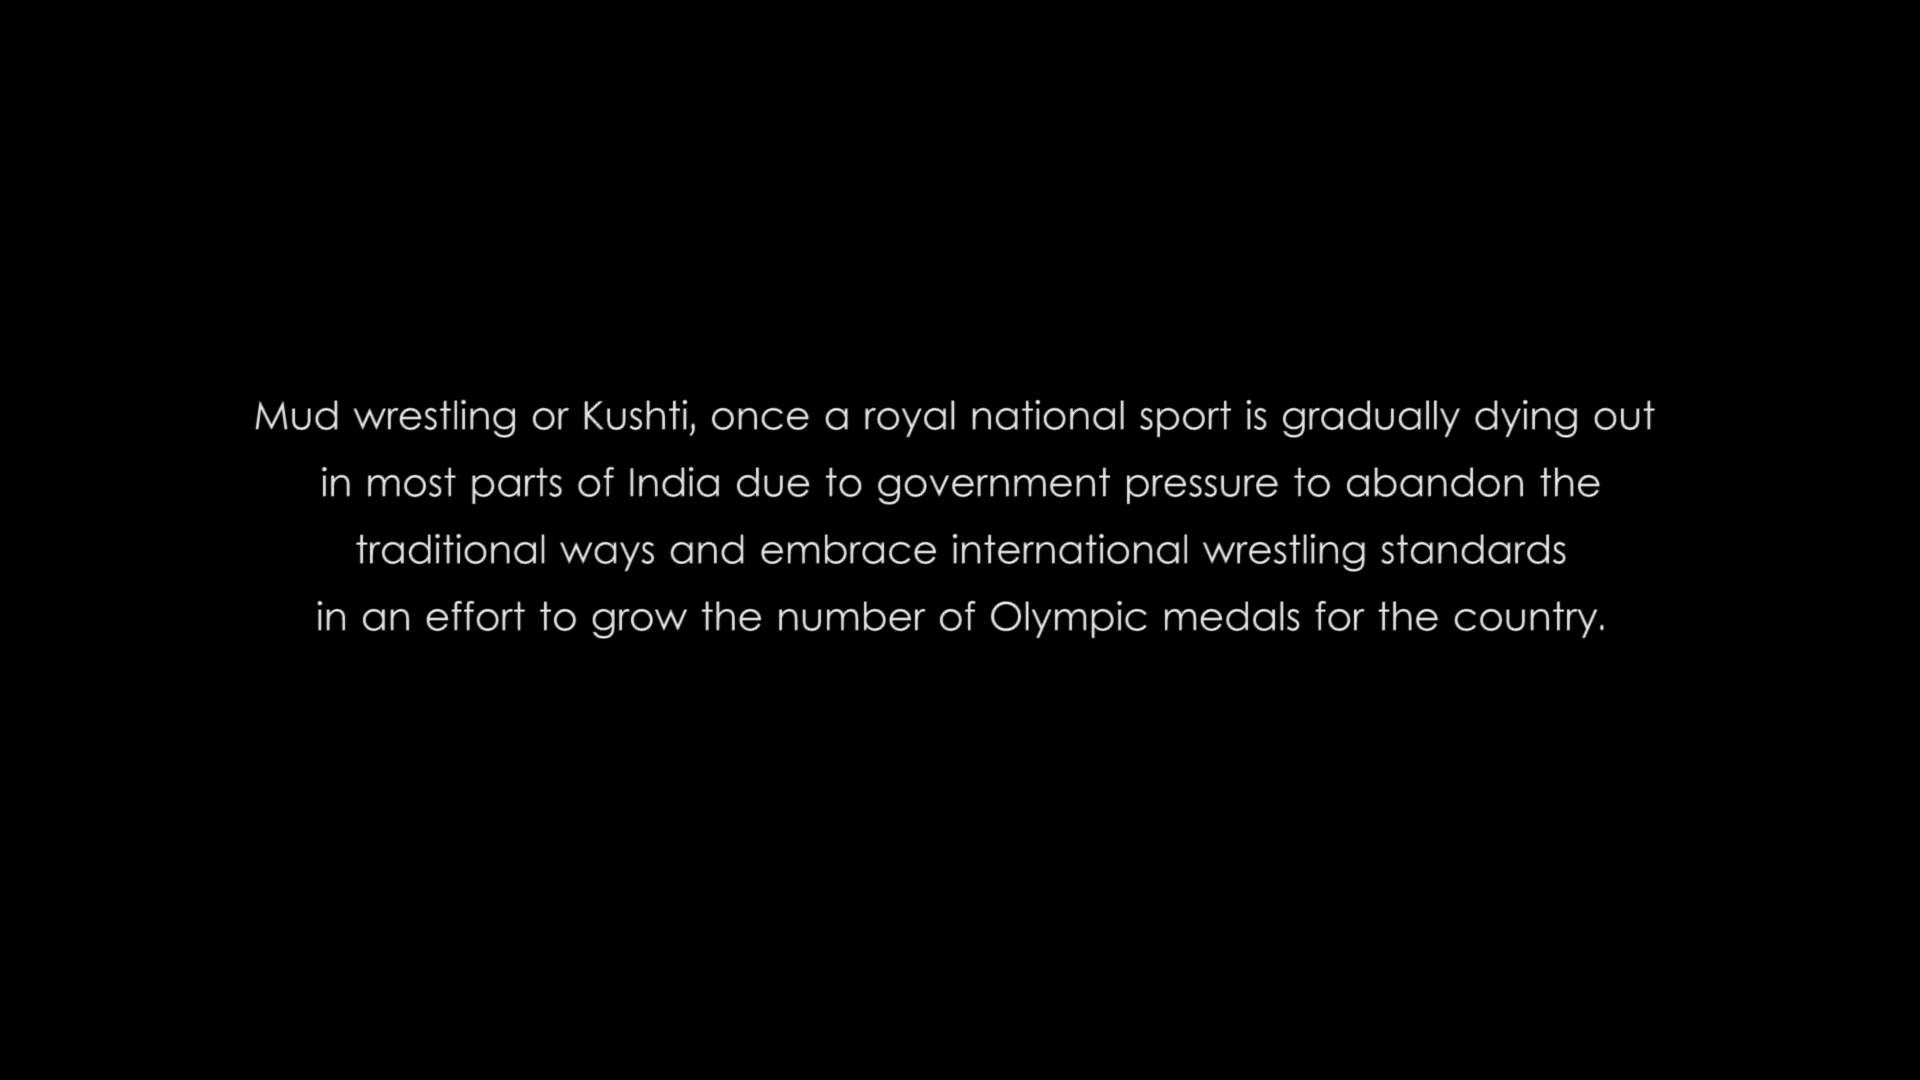 Mud wrestling or Kushti, once a royal national sport is gradually dying out
in most parts of India due to government pressure to abandon the
traditional ways and embrace international wrestling standards
in an effort to grow the number of Olympic medals for the country.